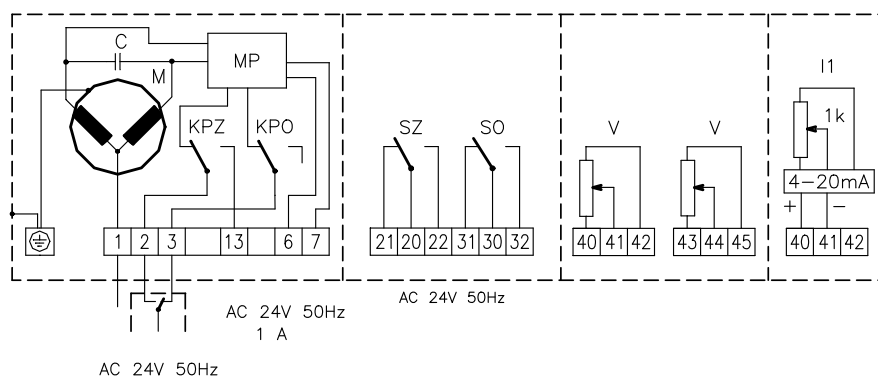 C
M
MP
KPZ
KPO
1 2 3 13 6 7
AC 24V 50Hz
1 A
AC 24V 50Hz
SZ
SO
21 20 22 31 30 32
AC 24V 50Hz
V
V
40 41 42
43 44 45
I1
1k
4-20mA
+ -
40 41 42